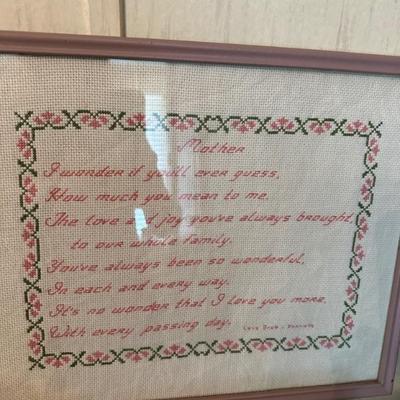 Mother
I wonder if you'll ever guess,
How much you mean to me.
The love and joy you've always brought
to our whole family.
You've always been so wonderful,
In each and every way.
It's no wonder that I love you more,
With every passing day.
Love